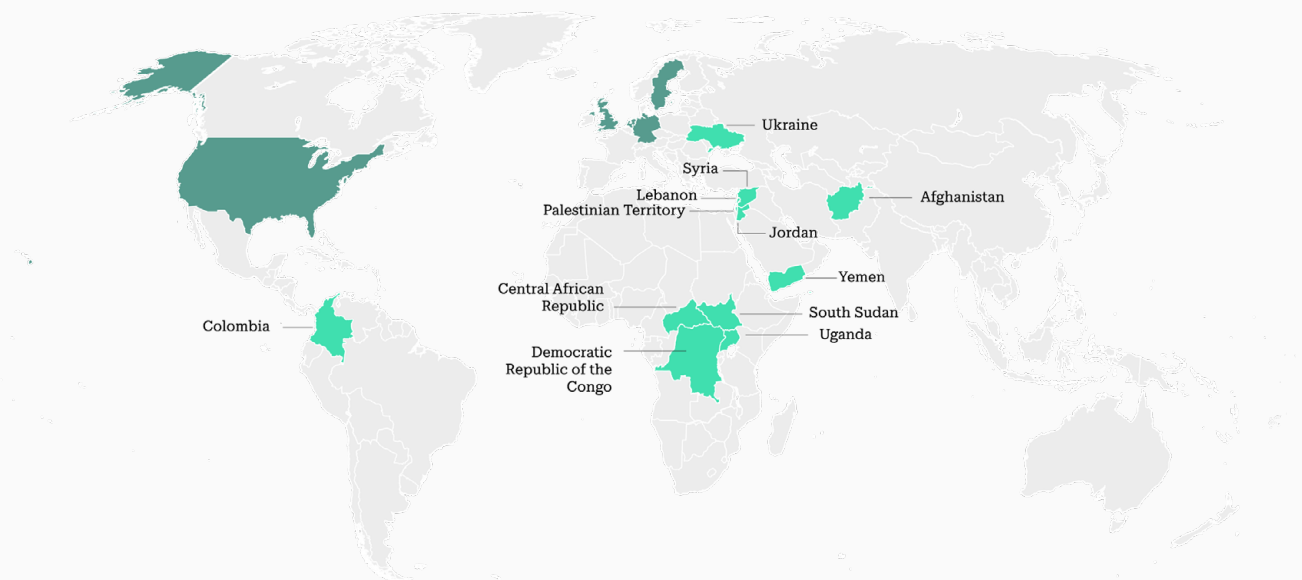 Ukraine
Syria
Lebanon
Afghanistan
Palestinian Territory
Jordan
Yemen
Central African
Republic
South Sudan
Colombia
Uganda
Democratic
Republic of the
Congo